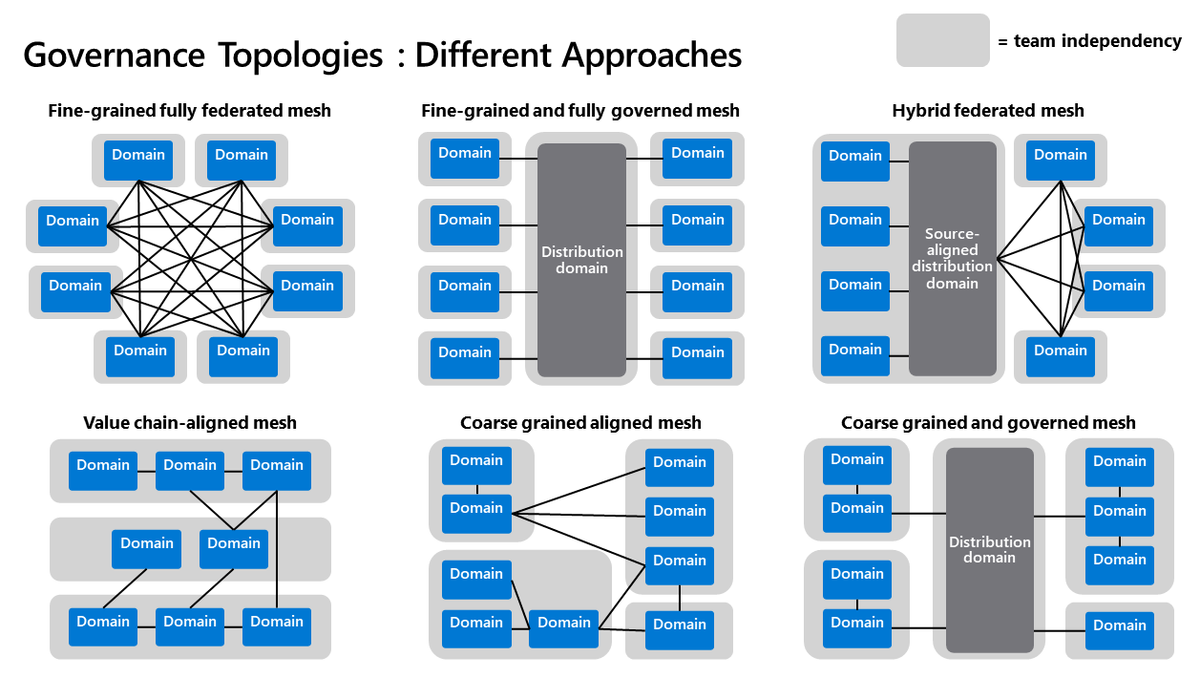 Governance Topologies : Different Approaches
= team independency
Fine-grained fully federated mesh
Domain
Domain
Domain
Domain
Domain
Domain
Domain
Domain
Fine-grained and fully governed mesh
Domain
Domain
Domain
Domain
Distribution
domain
Domain
Domain
Domain
Domain
Hybrid federated mesh
Domain
Domain
Domain
Domain
Source-
aligned
distribution
domain
Domain
Domain
Domain
Domain
Value chain-aligned mesh
Domain
Domain
Domain
Domain
Domain
Domain
Domain
Domain
Coarse grained aligned mesh
Domain
Domain
Domain
Domain
Domain
Domain
Domain
Domain
Domain
Coarse grained and governed mesh
Domain
Domain
Domain
Domain
Distribution
domain
Domain
Domain
Domain
Domain